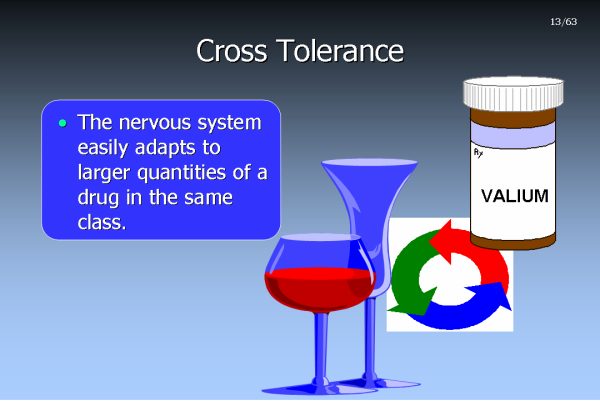 13/63
Cross Tolerance
• The nervous system
easily adapts to
larger quantities of a
drug in the same
class.
Rx
VALIUM